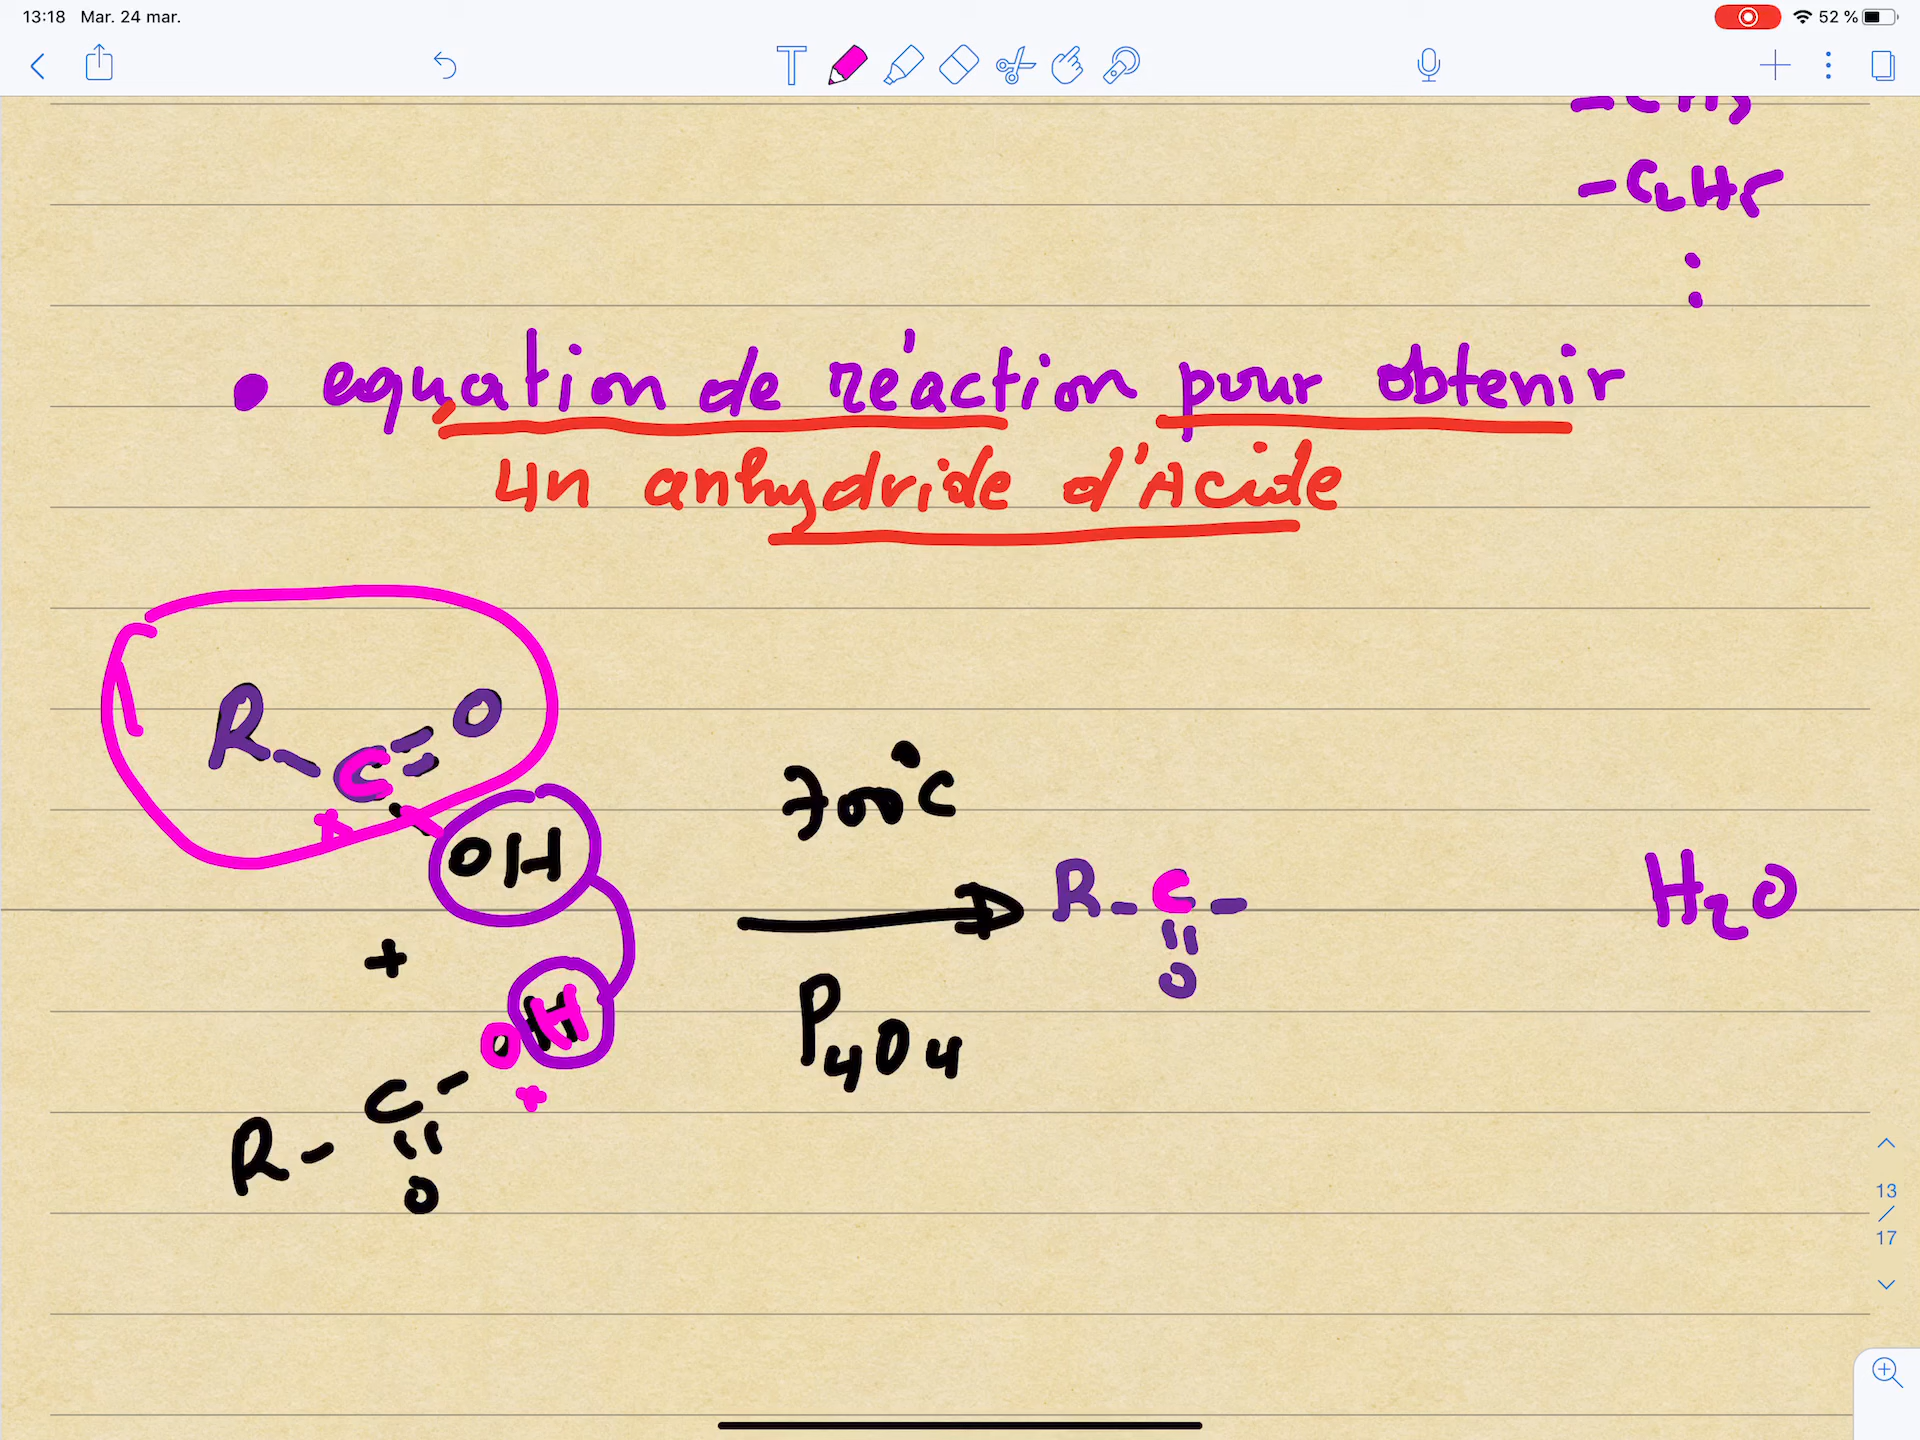 13:18 Mar. 24 mar. 52 %
T
-CH3
-C2H5
:
• equation de réaction pour obtenir
un anhydride d'Acide
R-C=O
OH
+
OH
R-C-
=
O
700°C
P4O4
R-C-
=
O
H2O
13
/
17